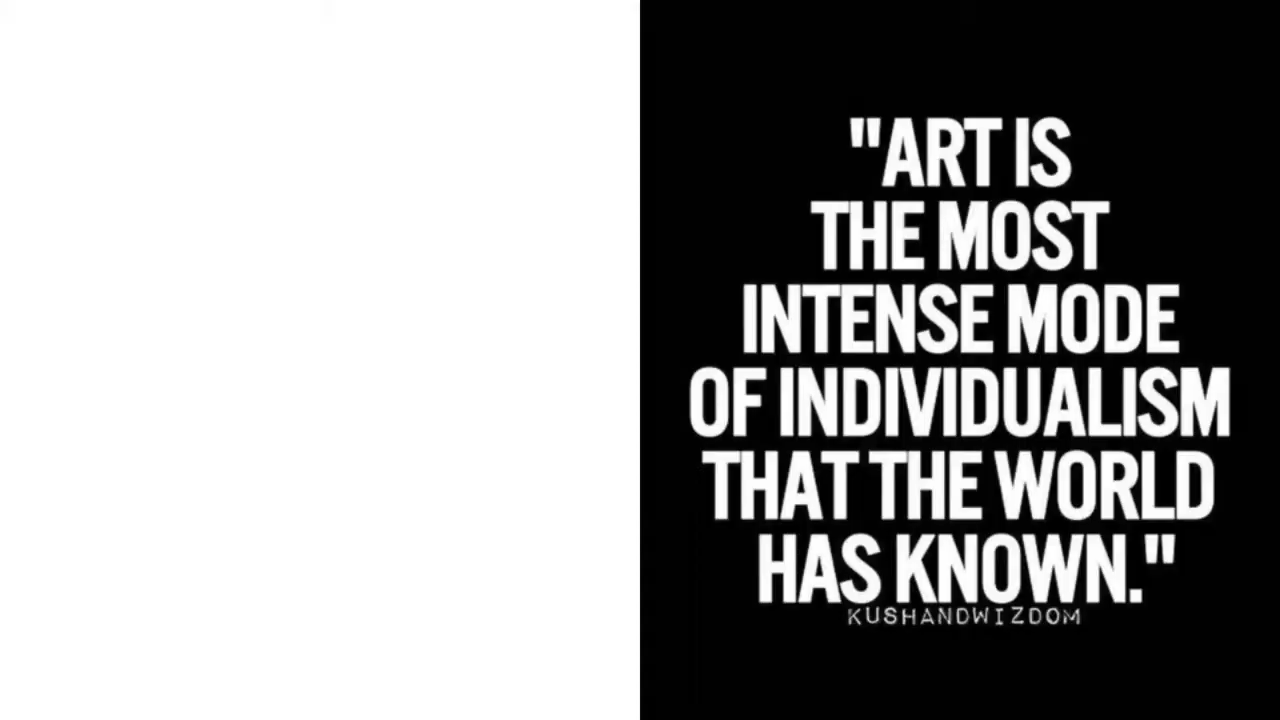 "ART IS
THE MOST
INTENSE MODE
OF INDIVIDUALISM
THAT THE WORLD
HAS KNOWN."
KUSHANDWIZDOM